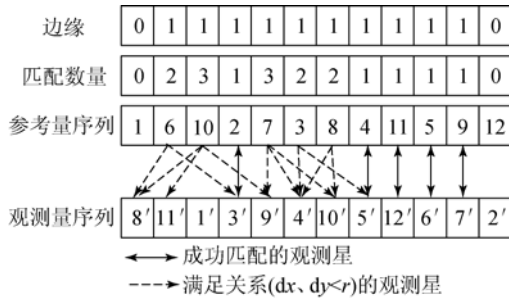 边缘 0 1 1 1 1 1 1 1 1 1 0
匹配数量 0 2 3 1 3 2 2 1 1 1 1 0
参考量序列 1 6 10 2 7 3 8 4 11 5 9 12
观测量序列 8′ 11′ 1′ 3′ 9′ 4′ 10′ 5′ 12′ 6′ 7′ 2′
成功匹配的观测星
满足关系(dx、dy<r)的观测星